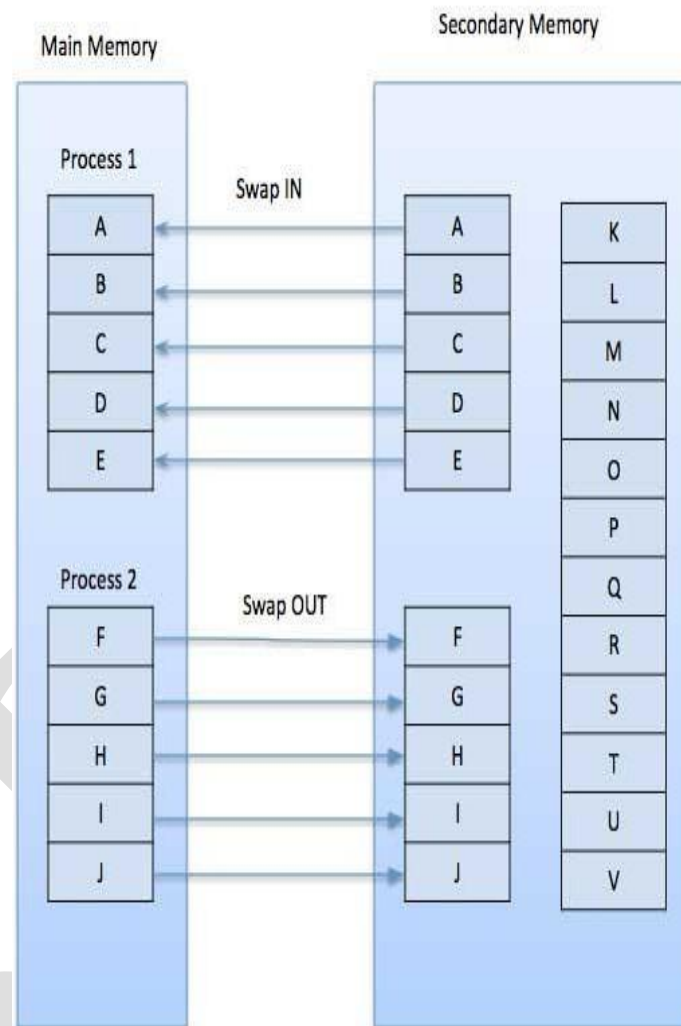 Main Memory
Secondary Memory
Process 1
Swap IN
A
B
C
D
E
Process 2
Swap OUT
F
G
H
I
J
A
B
C
D
E
F
G
H
I
J
K
L
M
N
O
P
Q
R
S
T
U
V